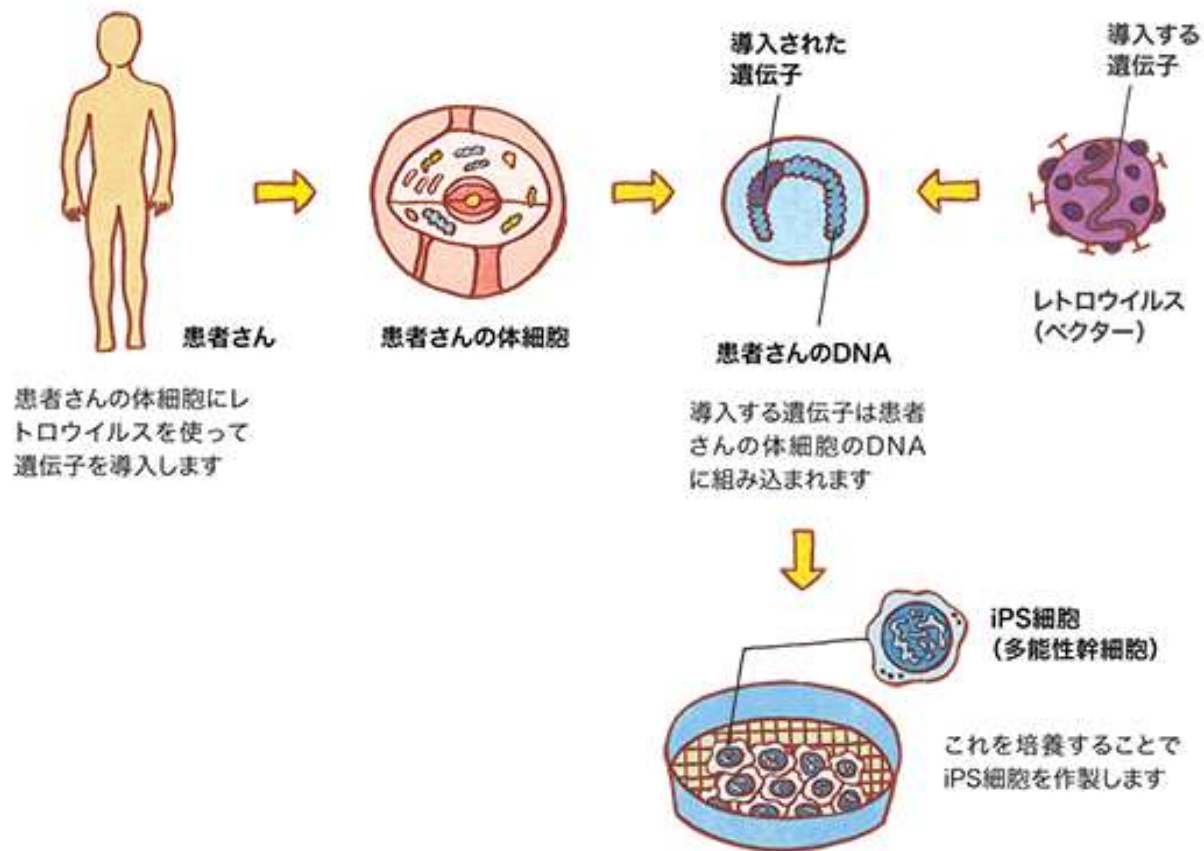 導入された
遺伝子
導入する
遺伝子
患者さん
患者さんの体細胞
患者さんのDNA
レトロウイルス
(ベクター)
患者さんの体細胞にレ
トロウイルスを使って
遺伝子を導入します
導入する遺伝子は患者
さんの体細胞のDNA
に組み込まれます
iPS細胞
(多能性幹細胞)
これを培養することで
iPS細胞を作製します